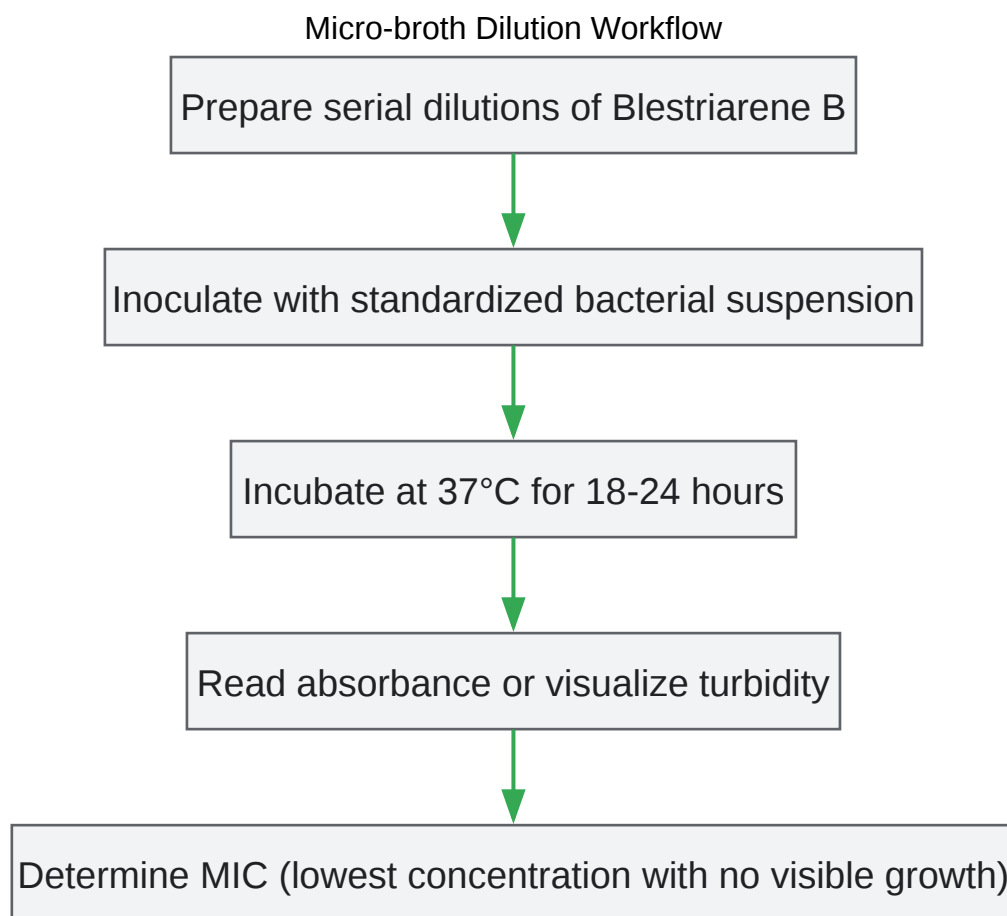 Micro-broth Dilution Workflow
Prepare serial dilutions of Blestriarene B
Inoculate with standardized bacterial suspension
Incubate at 37°C for 18-24 hours
Read absorbance or visualize turbidity
Determine MIC (lowest concentration with no visible growth)